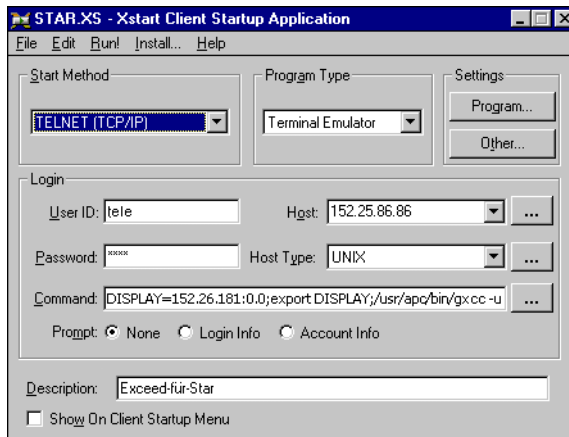 STAR.XS - Xstart Client Startup Application
File Edit Run! Install... Help
Start Method
TELNET (TCP/IP)
Program Type
Terminal Emulator
Settings
Program...
Other...
Login
User ID: tele
Host: 152.25.86.86
...
Password: ****
Host Type: UNIX
...
Command: DISPLAY=152.26.181:0.0;export DISPLAY;/usr/apc/bin/gxcc -u
...
Prompt: None Login Info Account Info
Description: Exceed-für-Star
Show On Client Startup Menu